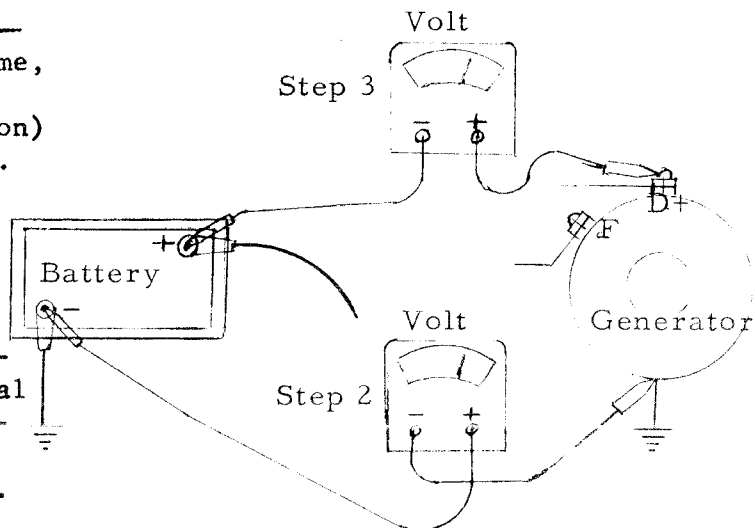 me,
on)
.
al
.
Volt
Step 3
- +
D+
F
+
Battery
-
Generator
Volt
Step 2
- +